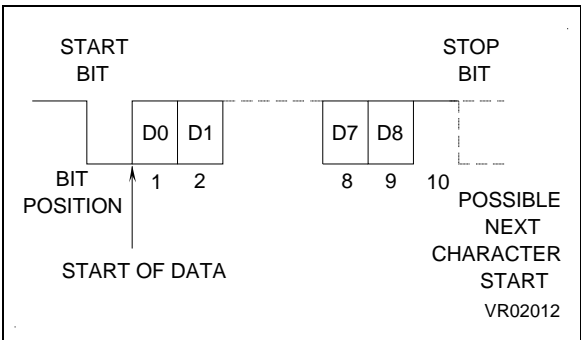 START
BIT
STOP
BIT
D0 D1 D7 D8
BIT
POSITION
1 2 8 9 10
START OF DATA
POSSIBLE
NEXT
CHARACTER
START
VR02012